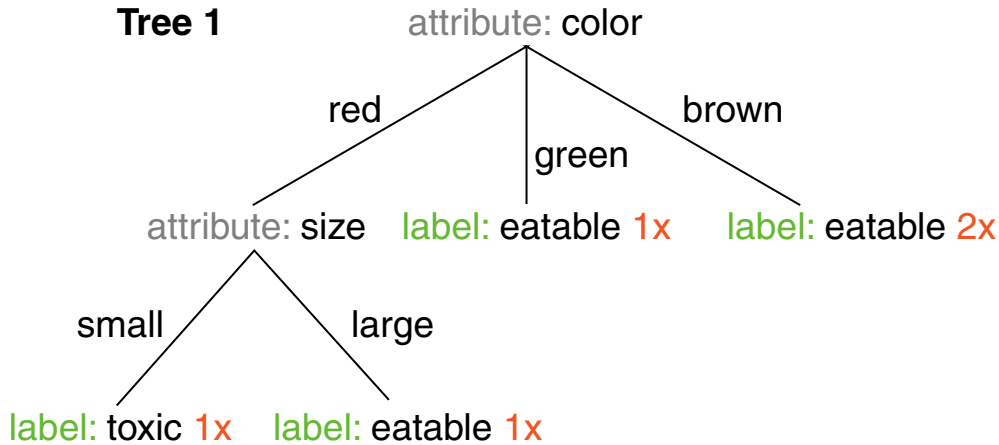 Tree 1
attribute: color
red
brown
green
attribute: size
label: eatable 1x
label: eatable 2x
small
large
label: toxic 1x
label: eatable 1x